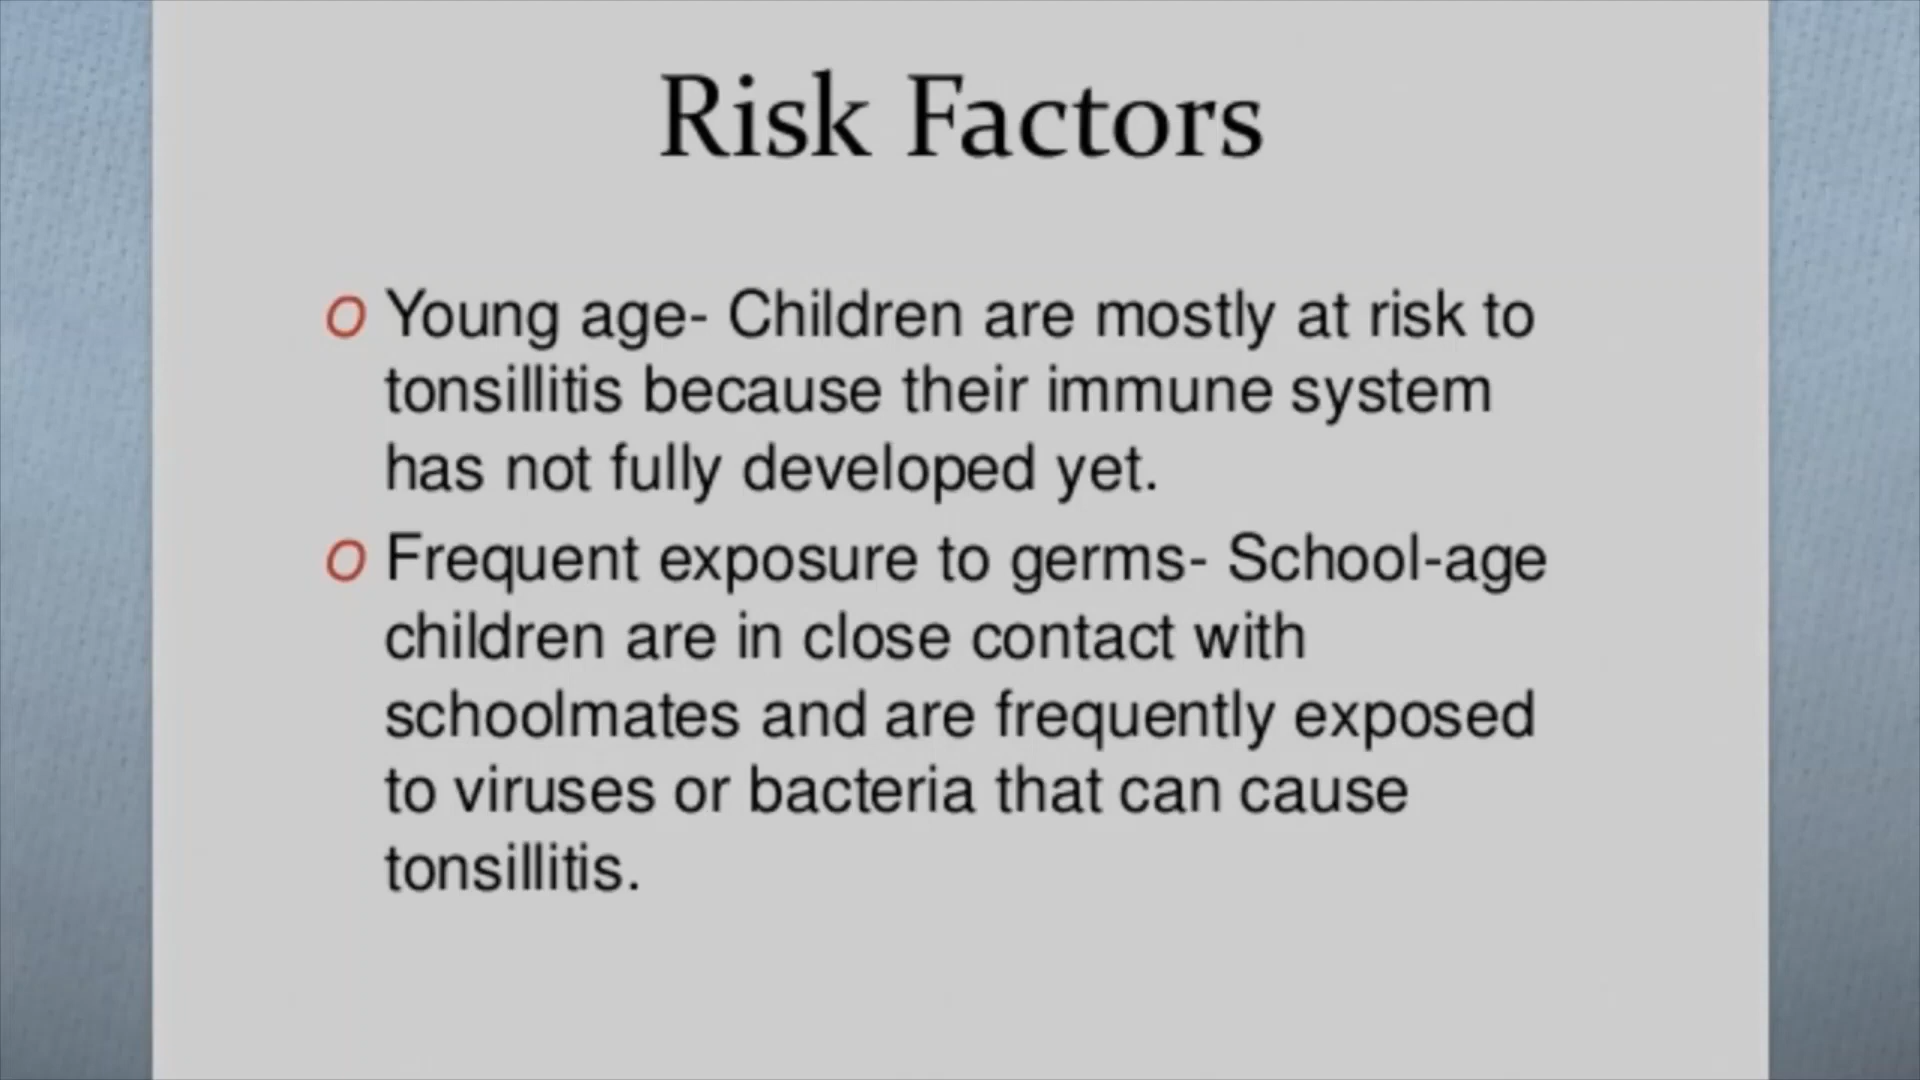 Risk Factors
O Young age- Children are mostly at risk to
tonsillitis because their immune system
has not fully developed yet.
O Frequent exposure to germs- School-age
children are in close contact with
schoolmates and are frequently exposed
to viruses or bacteria that can cause
tonsillitis.